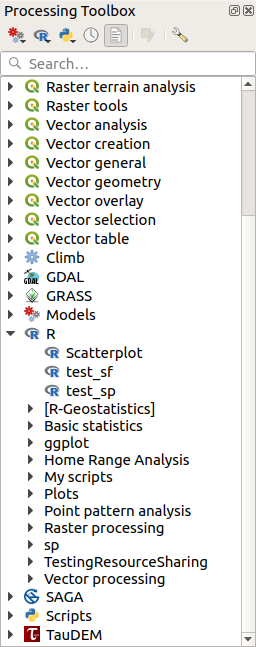 Processing Toolbox
Search...
Raster terrain analysis
Raster tools
Vector analysis
Vector creation
Vector general
Vector geometry
Vector overlay
Vector selection
Vector table
Climb
GDAL
GRASS
Models
R
Scatterplot
test_sf
test_sp
[R-Geostatistics]
Basic statistics
ggplot
Home Range Analysis
My scripts
Plots
Point pattern analysis
Raster processing
sp
TestingResourceSharing
Vector processing
SAGA
Scripts
TauDEM